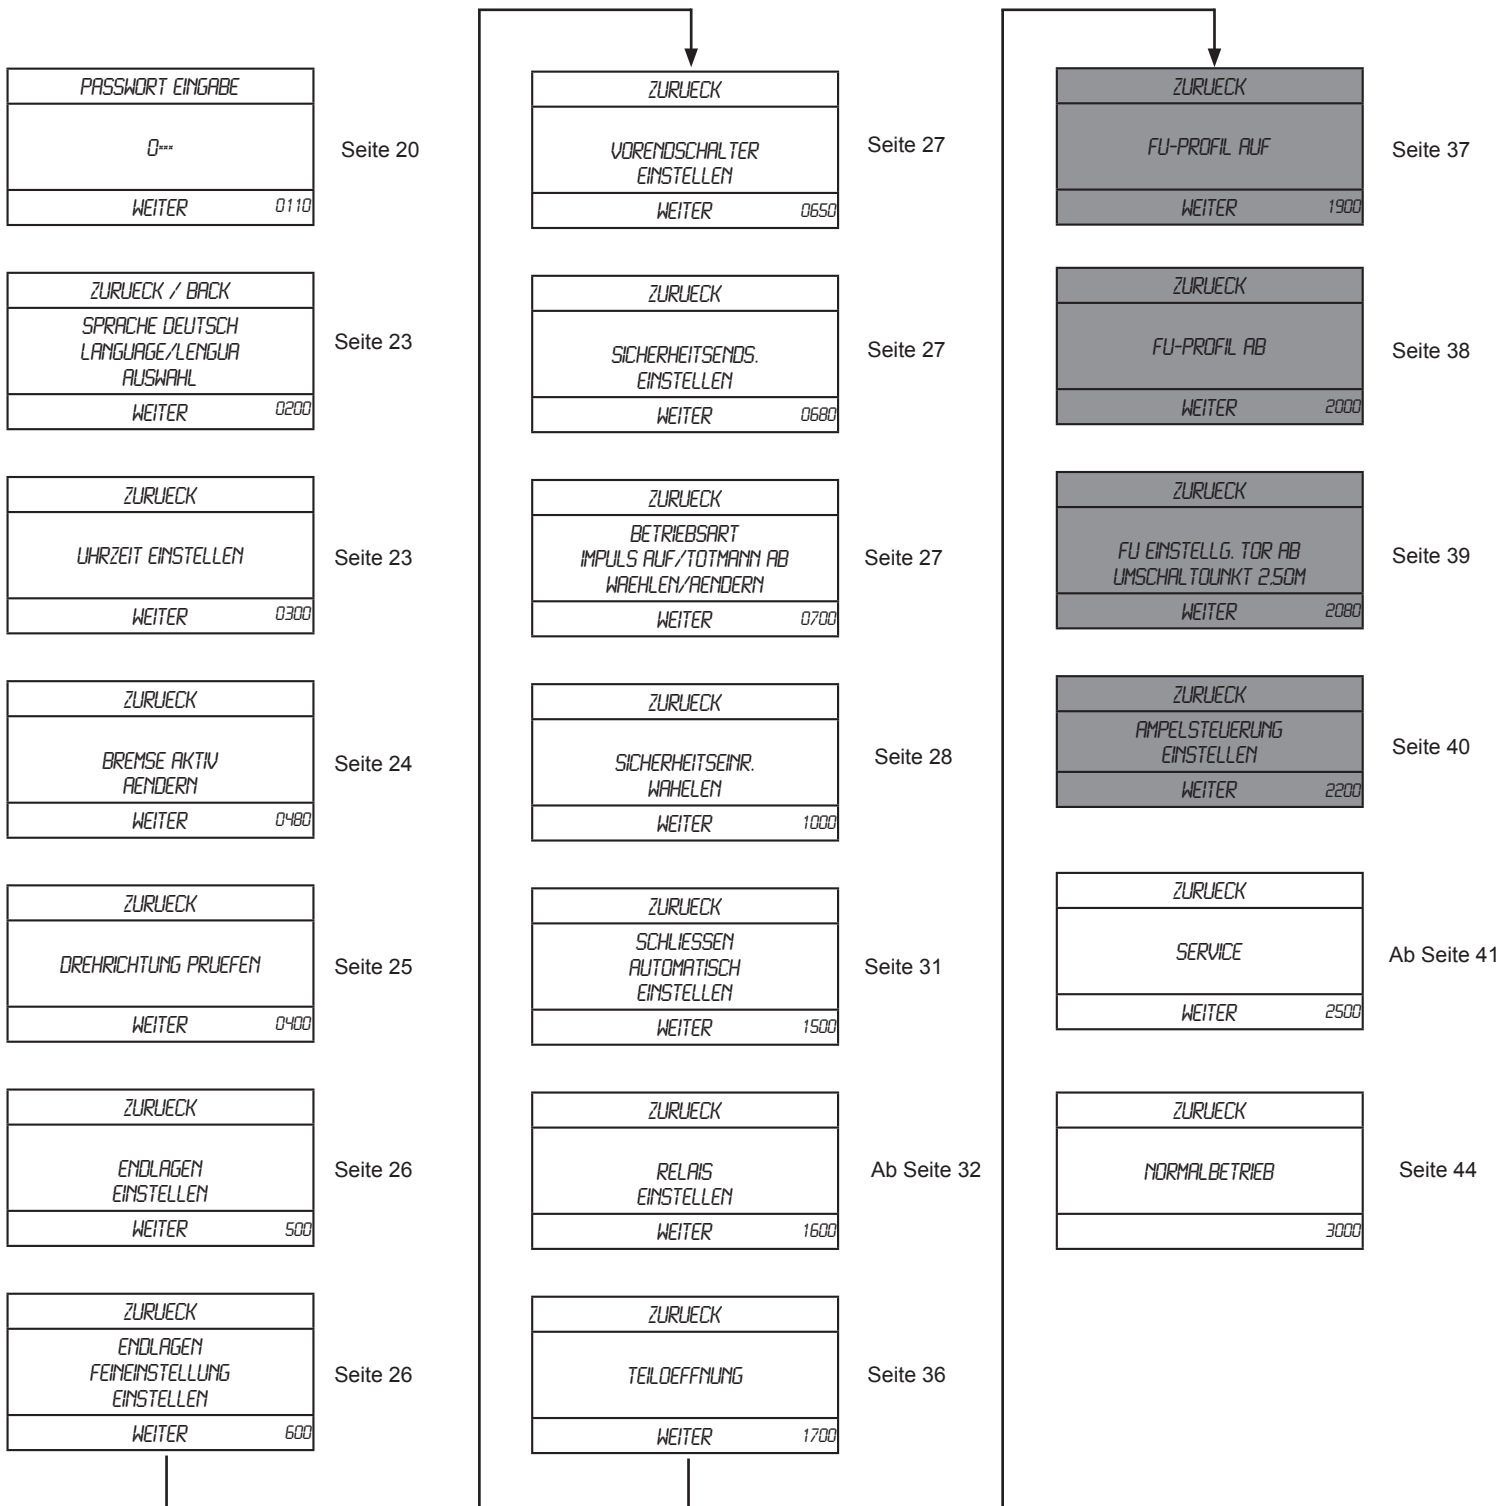 PASSWORT EINGABE
0***
WEITER 0110
Seite 20
ZURUECK / BACK
SPRACHE DEUTSCH
LANGUAGE/LENGUA
AUSWAHL
WEITER 0200
Seite 23
ZURUECK
UHRZEIT EINSTELLEN
WEITER 0300
Seite 23
ZURUECK
BREMSE AKTIV
AENDERN
WEITER 0480
Seite 24
ZURUECK
DREHRICHTUNG PRUEFEN
WEITER 0400
Seite 25
ZURUECK
ENDLAGEN
EINSTELLEN
WEITER 500
Seite 26
ZURUECK
ENDLAGEN
FEINEINSTELLUNG
EINSTELLEN
WEITER 600
Seite 26
ZURUECK
VORENDSCHALTER
EINSTELLEN
WEITER 0650
Seite 27
ZURUECK
SICHERHEITSENDS.
EINSTELLEN
WEITER 0680
Seite 27
ZURUECK
BETRIEBSART
IMPULS AUF/TOTMANN AB
WAEHLEN/AENDERN
WEITER 0700
Seite 27
ZURUECK
SICHERHEITSEINR.
WAHELEN
WEITER 1000
Seite 28
ZURUECK
SCHLIESSEN
AUTOMATISCH
EINSTELLEN
WEITER 1500
Seite 31
ZURUECK
RELAIS
EINSTELLEN
WEITER 1600
Ab Seite 32
ZURUECK
TEILOEFFNUNG
WEITER 1700
Seite 36
ZURUECK
FU-PROFIL AUF
WEITER 1900
Seite 37
ZURUECK
FU-PROFIL AB
WEITER 2000
Seite 38
ZURUECK
FU EINSTELLG. TOR AB
UMSCHALTOUNKT 2.50M
WEITER 2080
Seite 39
ZURUECK
AMPELSTEUERUNG
EINSTELLEN
WEITER 2200
Seite 40
ZURUECK
SERVICE
WEITER 2500
Ab Seite 41
ZURUECK
NORMALBETRIEB
3000
Seite 44